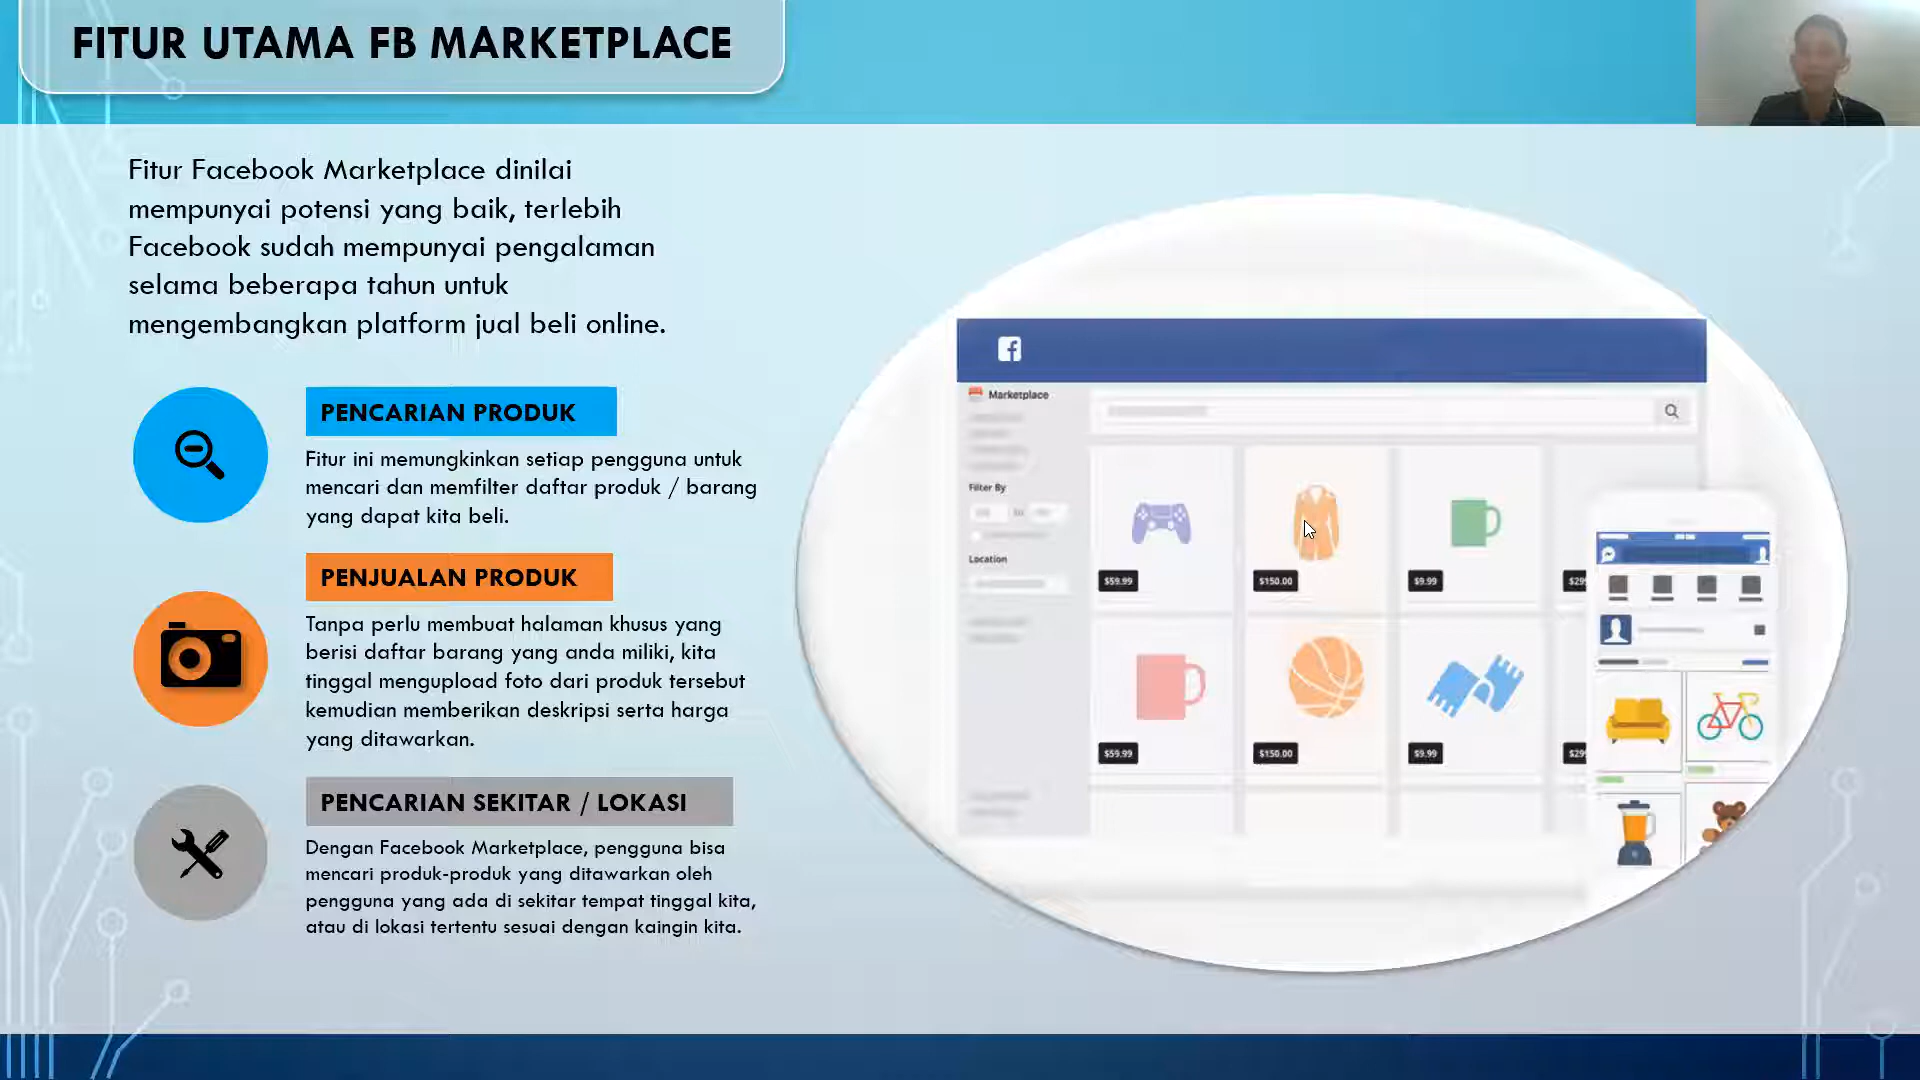 FITUR UTAMA FB MARKETPLACE
Fitur Facebook Marketplace dinilai
mempunyai potensi yang baik, terlebih
Facebook sudah mempunyai pengalaman
selama beberapa tahun untuk
mengembangkan platform jual beli online.
PENCARIAN PRODUK
Fitur ini memungkinkan setiap pengguna untuk
mencari dan memfilter daftar produk / barang
yang dapat kita beli.
PENJUALAN PRODUK
Tanpa perlu membuat halaman khusus yang
berisi daftar barang yang anda miliki, kita
tinggal mengupload foto dari produk tersebut
kemudian memberikan deskripsi serta harga
yang ditawarkan.
PENCARIAN SEKITAR / LOKASI
Dengan Facebook Marketplace, pengguna bisa
mencari produk-produk yang ditawarkan oleh
pengguna yang ada di sekitar tempat tinggal kita,
atau di lokasi tertentu sesuai dengan kaingin kita.
Marketplace
Filter By
to
Location
$59.99
$150.00
$9.99
$59.99
$150.00
$9.99